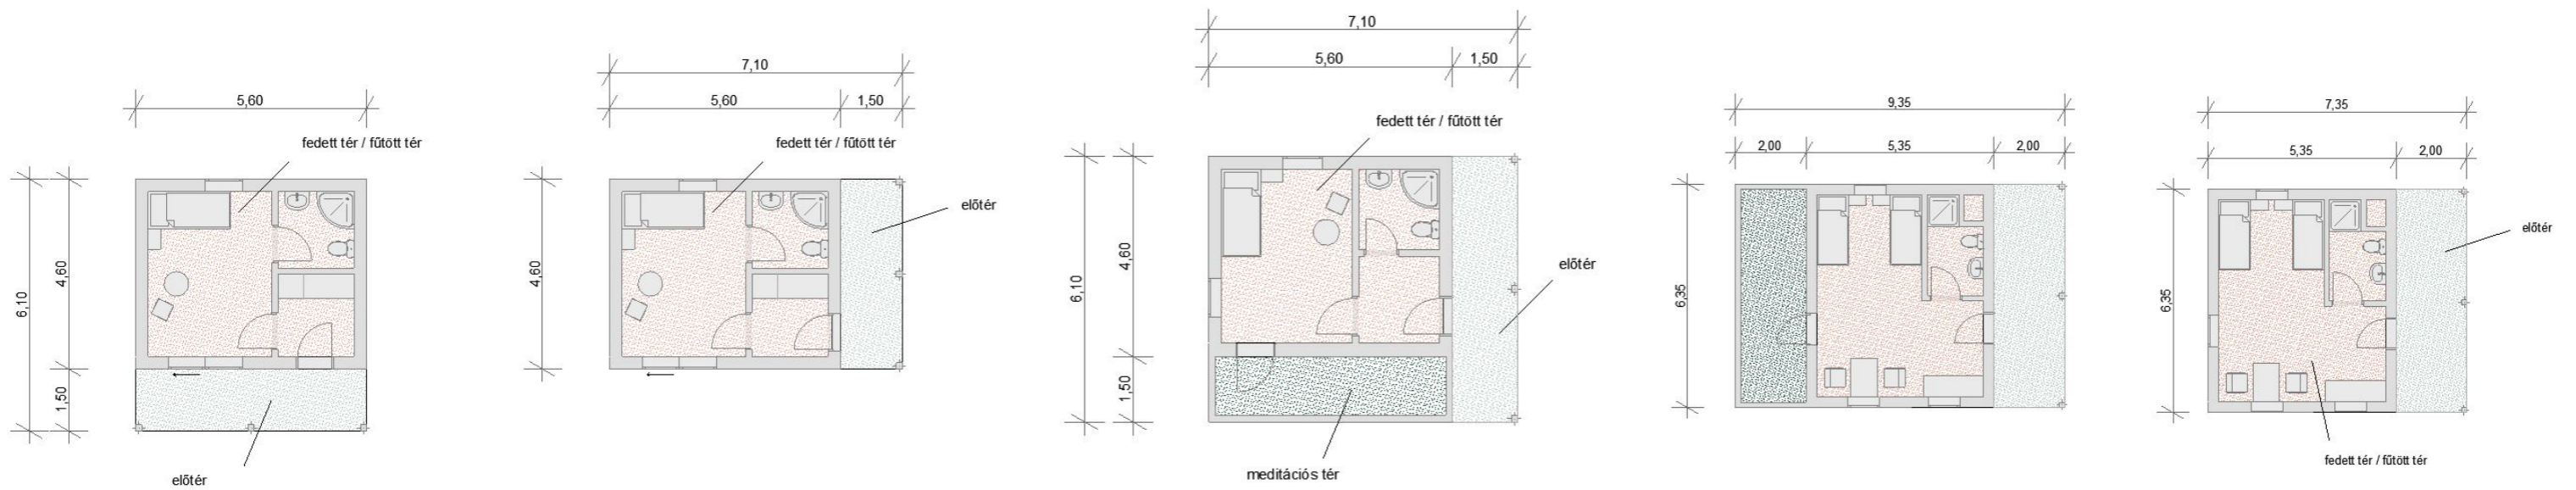 5,60
fedett tér / fűtött tér
6,10
4,60
1,50
előtér
7,10
5,60
1,50
fedett tér / fűtött tér
4,60
előtér
7,10
5,60
1,50
fedett tér / fűtött tér
6,10
4,60
1,50
előtér
meditációs tér
9,35
2,00
5,35
2,00
6,35
7,35
5,35
2,00
6,35
előtér
fedett tér / fűtött tér